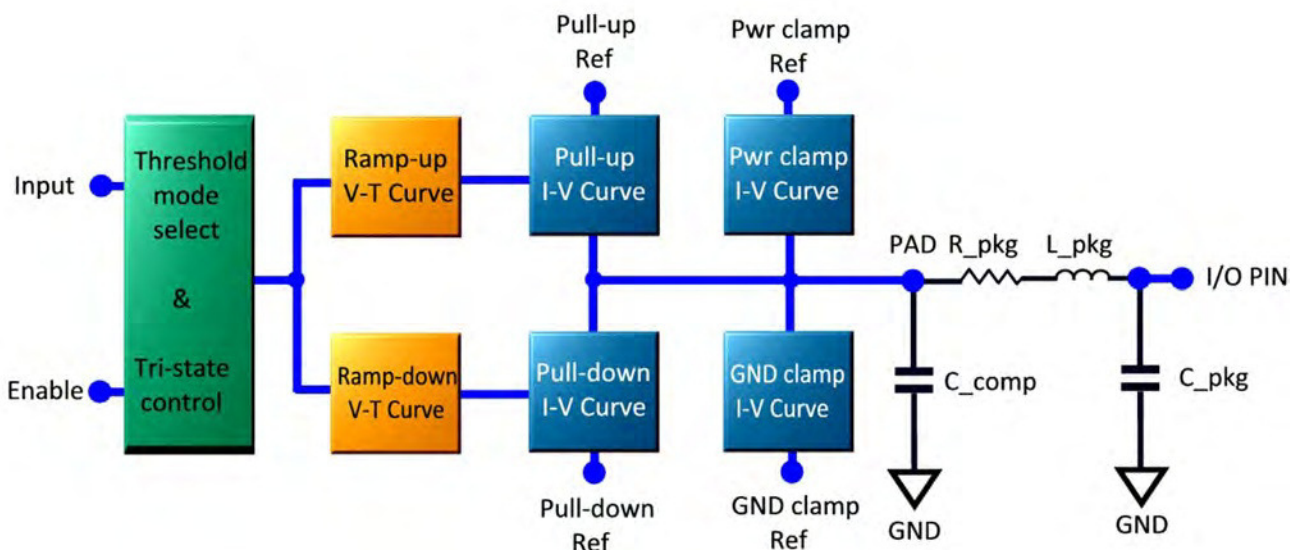 Pull-up
Ref
Pwr clamp
Ref
Input
Enable
Threshold
mode
select
&
Tri-state
control
Ramp-up
V-T Curve
Pull-up
I-V Curve
Pwr clamp
I-V Curve
Ramp-down
V-T Curve
Pull-down
I-V Curve
GND clamp
I-V Curve
PAD
R_pkg
L_pkg
I/O PIN
C_comp
C_pkg
GND
GND
Pull-down
Ref
GND clamp
Ref